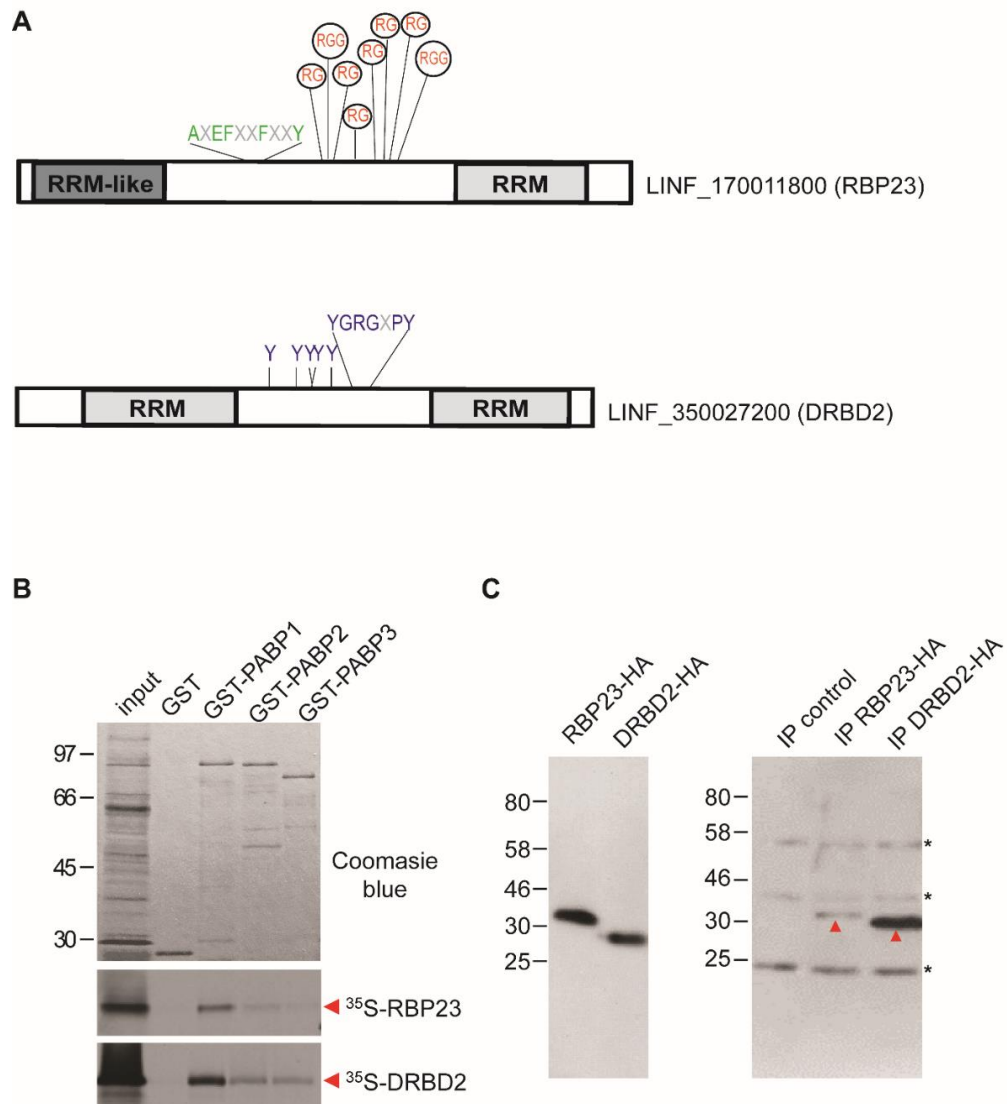 A
RG
RGG
RG
RG
RG
RG
RG
RGG
AXEFXXFXXY
RRM-like
RRM
LINF_170011800 (RBP23)
Y YYYY
YGRGXPY
RRM
RRM
LINF_350027200 (DRBD2)
B
input
GST
GST-PABP1
GST-PABP2
GST-PABP3
97
66
45
30
Coomasie
blue
35S-RBP23
35S-DRBD2
C
RBP23-HA
DRBD2-HA
80
58
46
30
25
IP control
IP RBP23-HA
IP DRBD2-HA
80
58
46
30
25
*
*
*